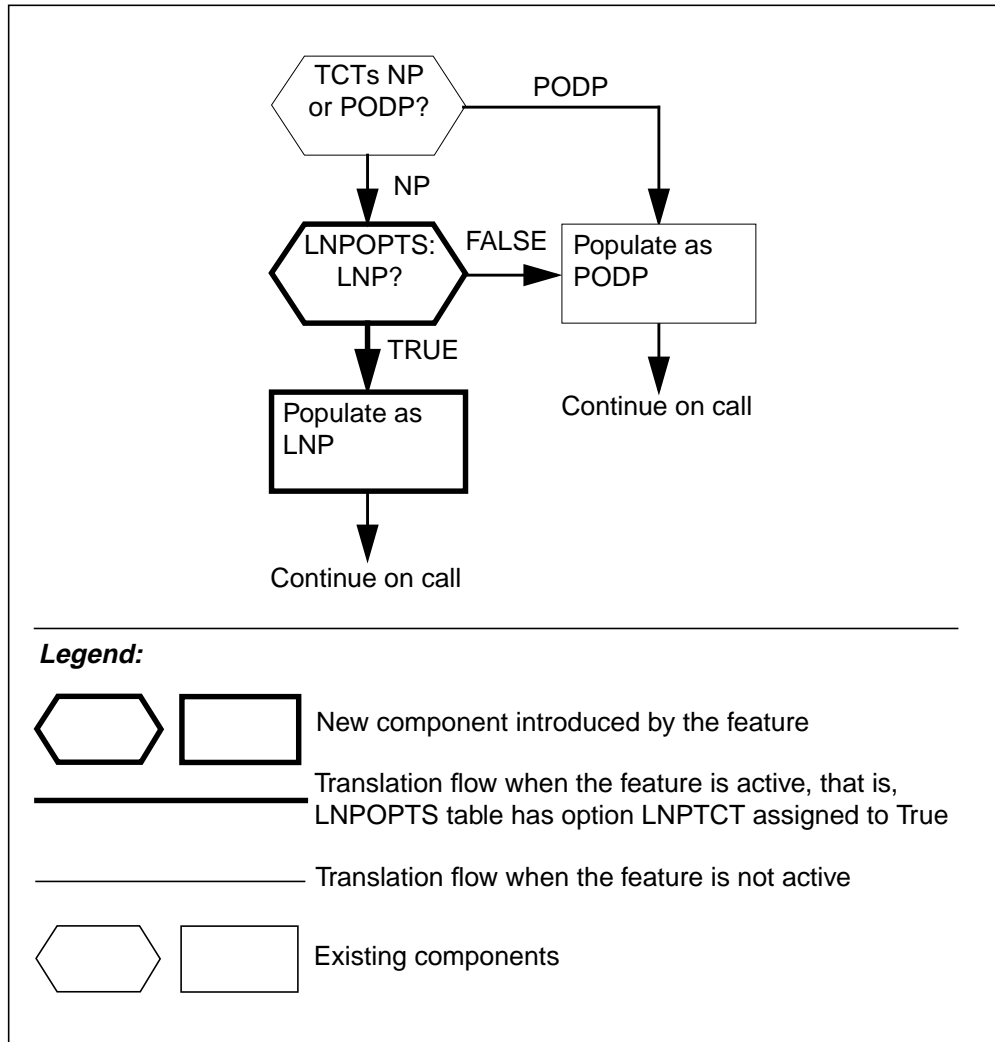 TCTs NP
or PODP?
PODP
NP
LNPOPTS:
LNP?
FALSE
Populate as
PODP
TRUE
Populate as
LNP
Continue on call
Continue on call
Legend:
New component introduced by the feature
Translation flow when the feature is active, that is,
LNPOPTS table has option LNPTCT assigned to True
Translation flow when the feature is not active
Existing components